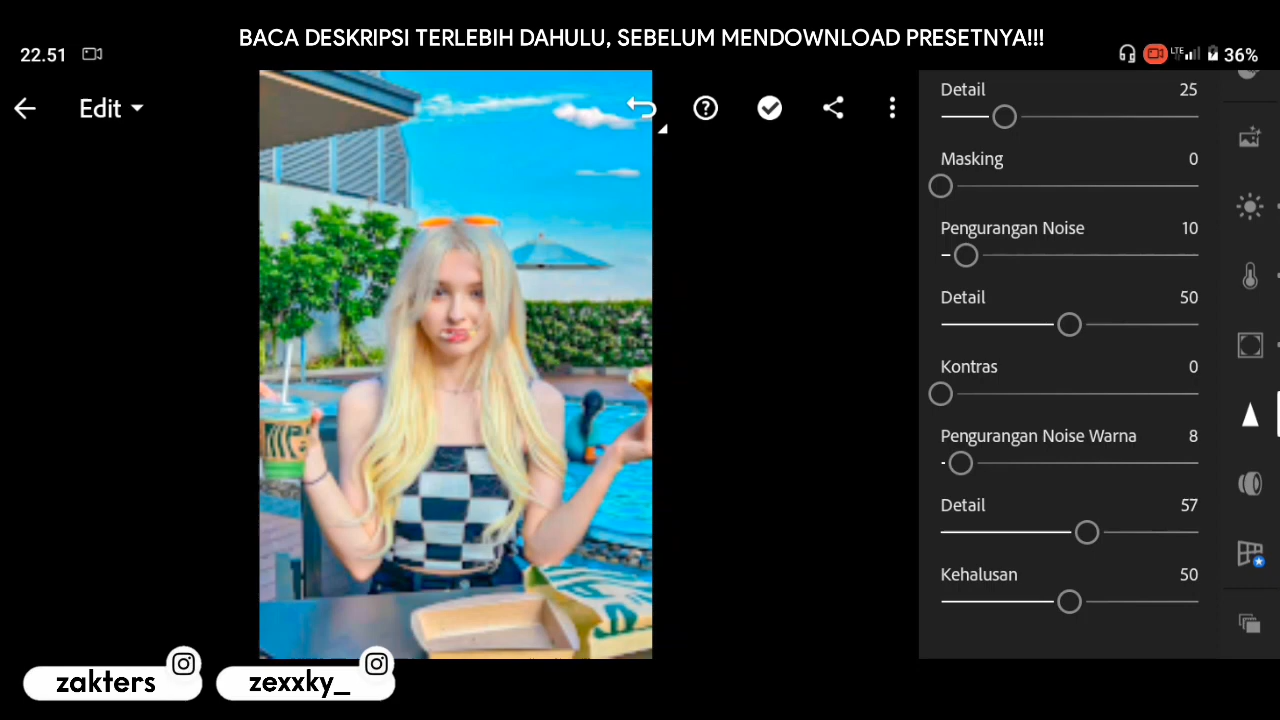 BACA DESKRIPSI TERLEBIH DAHULU, SEBELUM MENDOWNLOAD PRESETNYA!!!
22.51
LTE
36%
Edit
Detail 25
Masking 0
Pengurangan Noise 10
Detail 50
Kontras 0
Pengurangan Noise Warna 8
Detail 57
Kehalusan 50
zakters
zexxky_